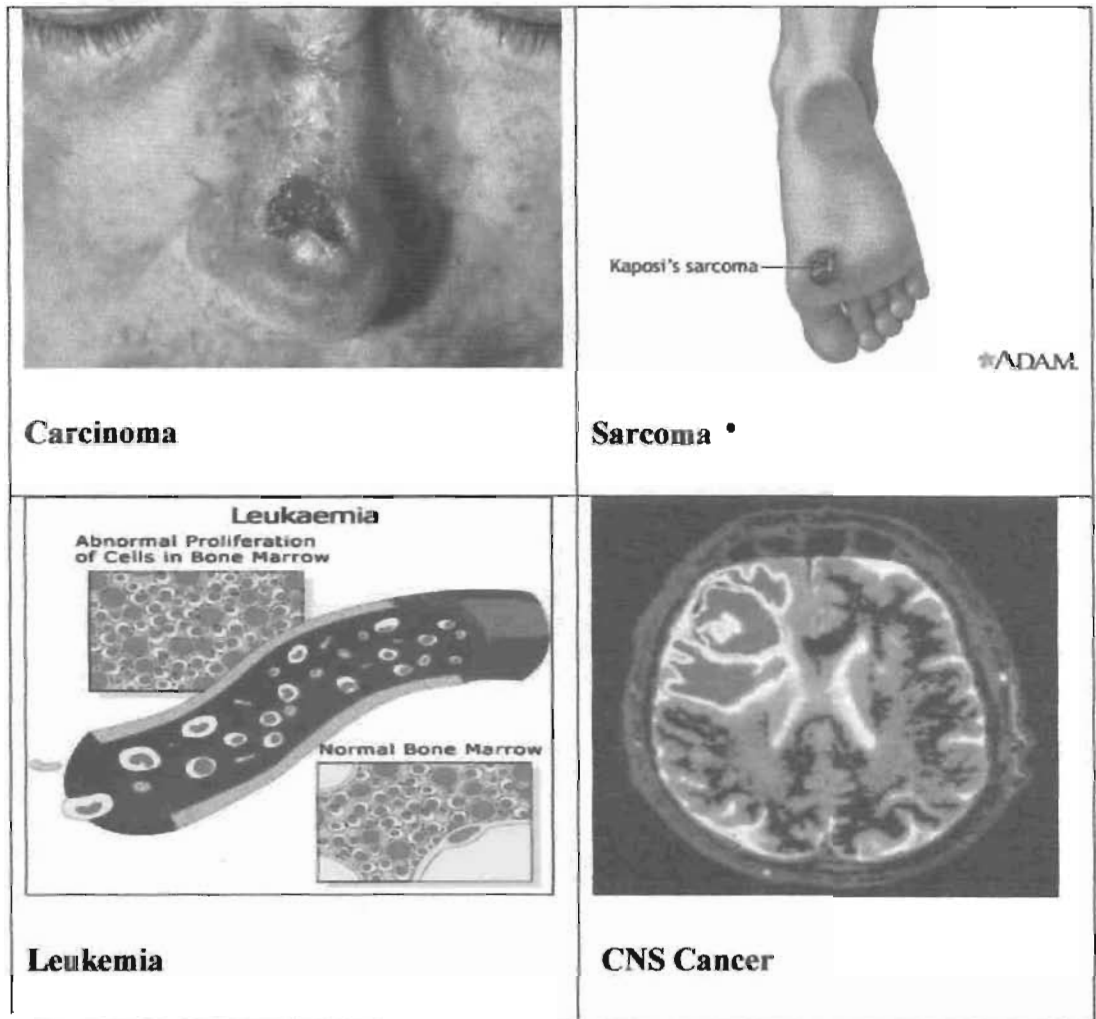 Kaposi's sarcoma
*ADAM.
Carcinoma
Sarcoma •
Leukaemia
Abnormal Proliferation
of Cells in Bone Marrow
Normal Bone Marrow
Leukemia
CNS Cancer